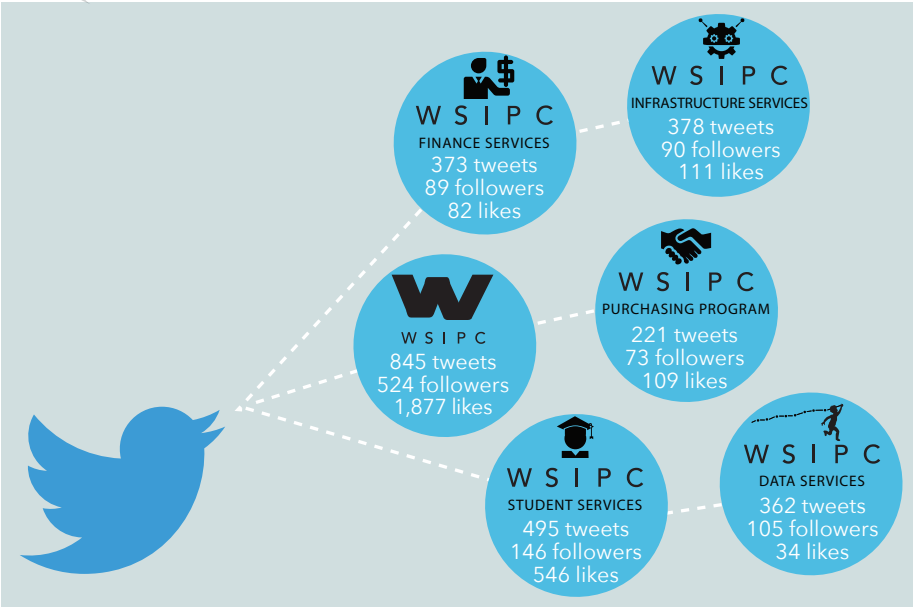 W S I P C
FINANCE SERVICES
373 tweets
89 followers
82 likes
W S I P C
INFRASTRUCTURE SERVICES
378 tweets
90 followers
111 likes
W S I P C
845 tweets
524 followers
1,877 likes
W S I P C
PURCHASING PROGRAM
221 tweets
73 followers
109 likes
W S I P C
STUDENT SERVICES
495 tweets
146 followers
546 likes
W S I P C
DATA SERVICES
362 tweets
105 followers
34 likes